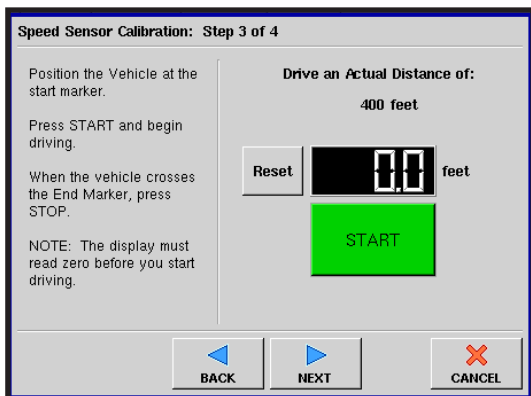 Speed Sensor Calibration: Step 3 of 4
Position the Vehicle at the
start marker.
Press START and begin
driving.
When the vehicle crosses
the End Marker, press
STOP.
NOTE: The display must
read zero before you start
driving.
Drive an Actual Distance of:
400 feet
Reset
0.0
feet
START
BACK
NEXT
CANCEL